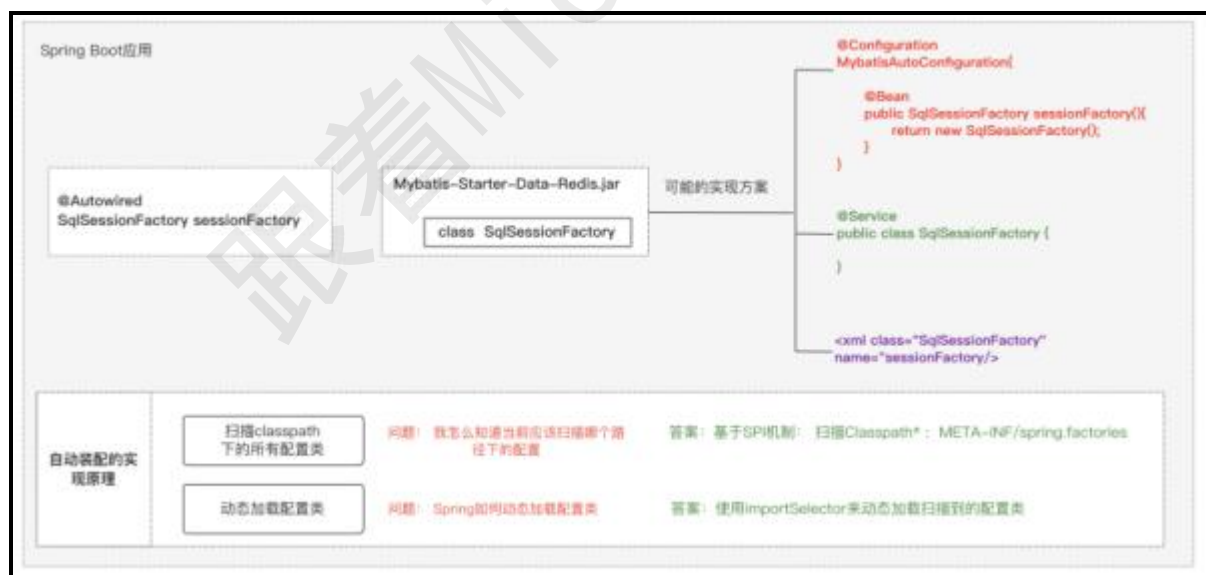 跟着Mic
Spring Boot应用
@Autowired
SqlSessionFactory sessionFactory
Mybatis-Starter-Data-Redis.jar
class SqlSessionFactory
可能的实现方案
@Configuration
MybatisAutoConfiguration{
@Bean
public SqlSessionFactory sessionFactory(){
return new SqlSessionFactory();
}
}
@Service
public class SqlSessionFactory {
}
<xml class="SqlSessionFactory"
name="sessionFactory/>
自动装配的实
现原理
扫描classpath
下的所有配置类
问题： 我怎么知道当前应该扫描哪个路
径下的配置
答案：基于SPI机制： 扫描Classpath*：META-INF/spring.factories
动态加载配置类
问题： Spring如何动态加载配置类
答案：使用importSelector来动态加载扫描到的配置类